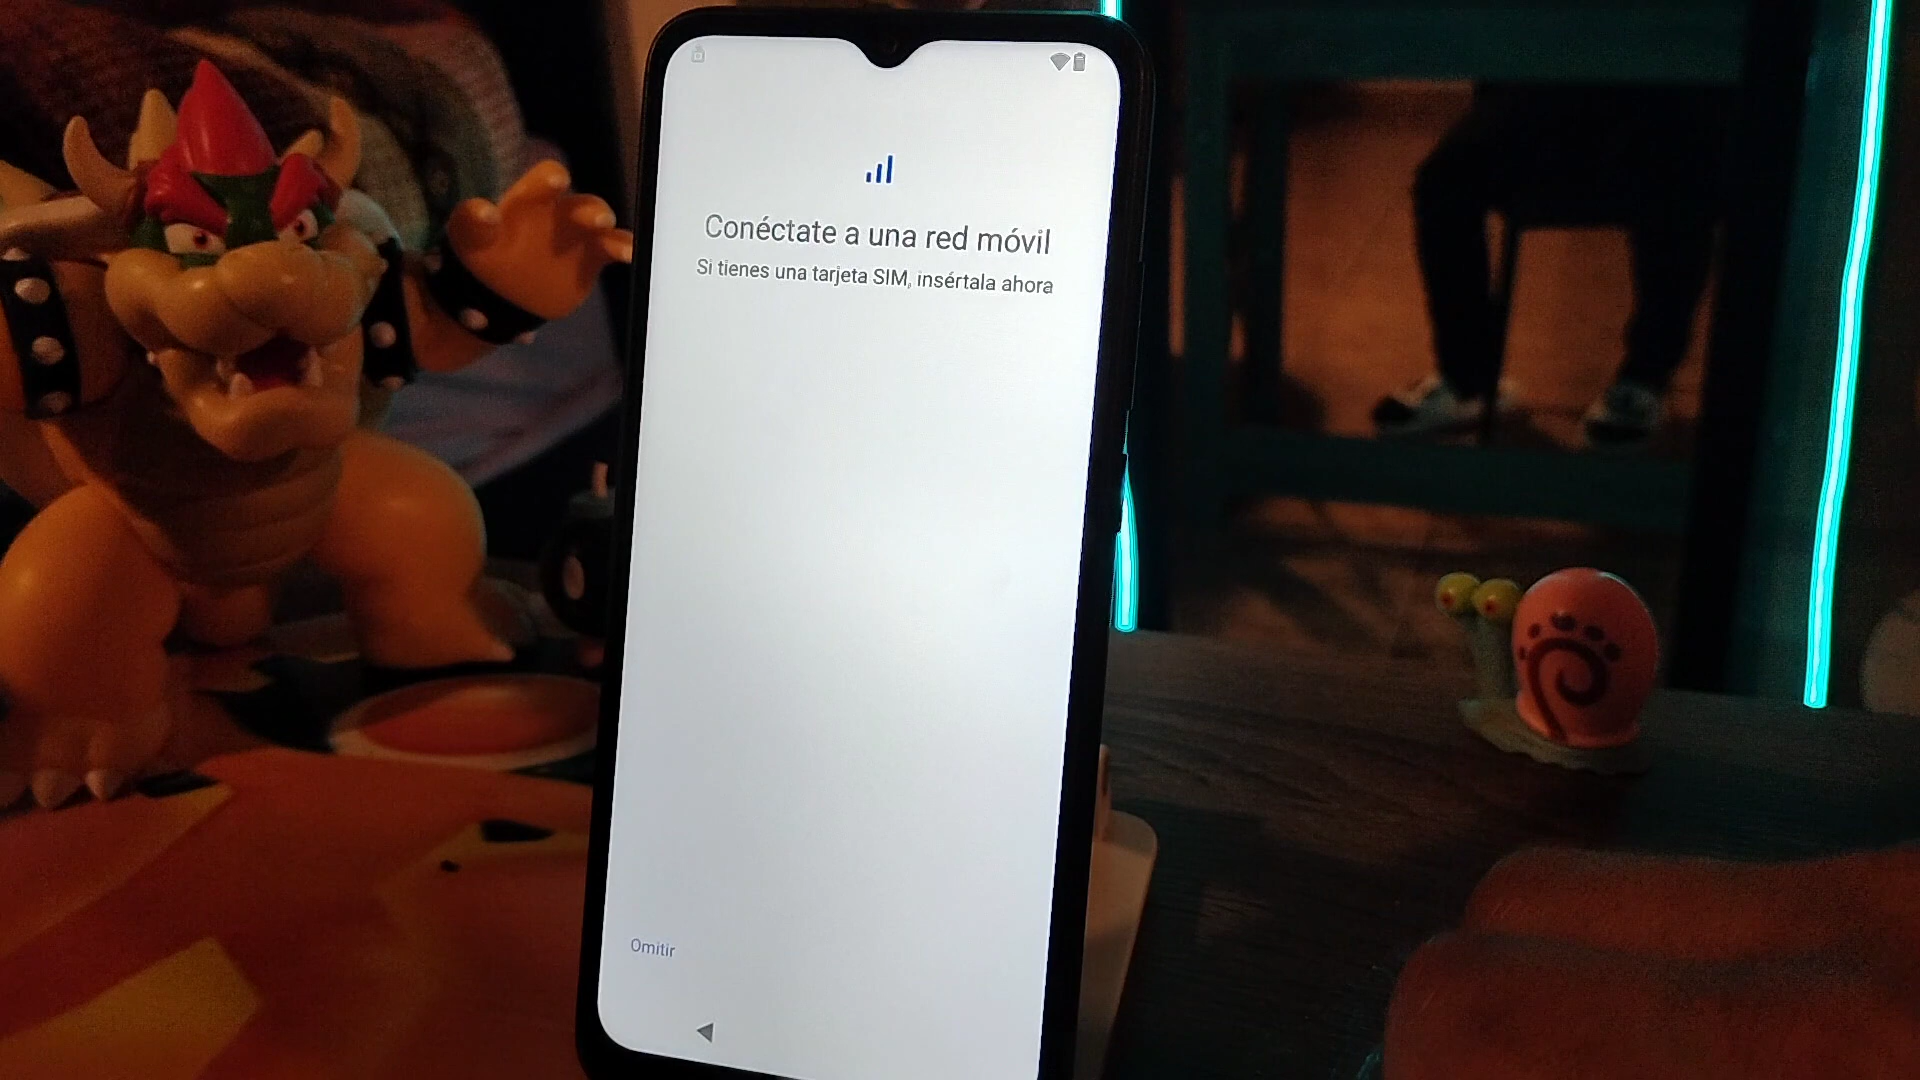 Conéctate a una red móvil
Si tienes una tarjeta SIM, insértala ahora
Omitir